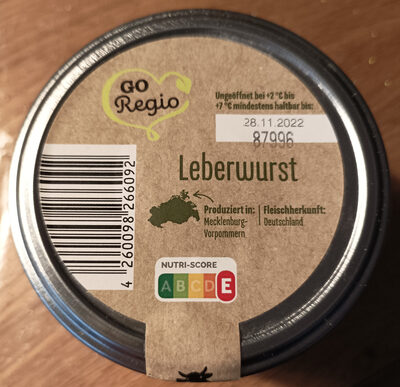 GO
Regio
Ungeöffnet bei +2 °C bis
+7 °C mindestens haltbar bis:
28.11.2022
87996
Leberwurst
Produziert in:
Mecklenburg-
Vorpommern
Fleischherkunft:
Deutschland
NUTRI-SCORE
A B C D E
4 260098 266092